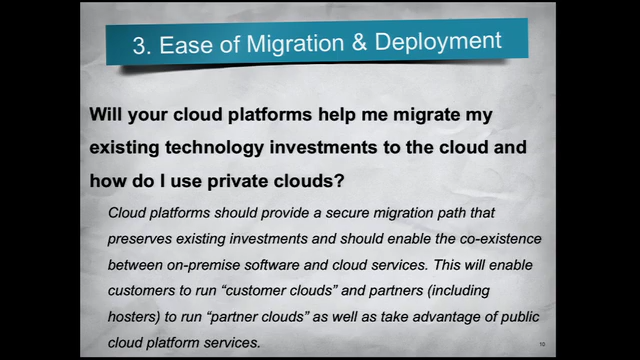 3. Ease of Migration & Deployment
Will your cloud platforms help me migrate my
existing technology investments to the cloud and
how do I use private clouds?
Cloud platforms should provide a secure migration path that
preserves existing investments and should enable the co-existence
between on-premise software and cloud services. This will enable
customers to run “customer clouds” and partners (including
hosters) to run “partner clouds” as well as take advantage of public
cloud platform services.
10